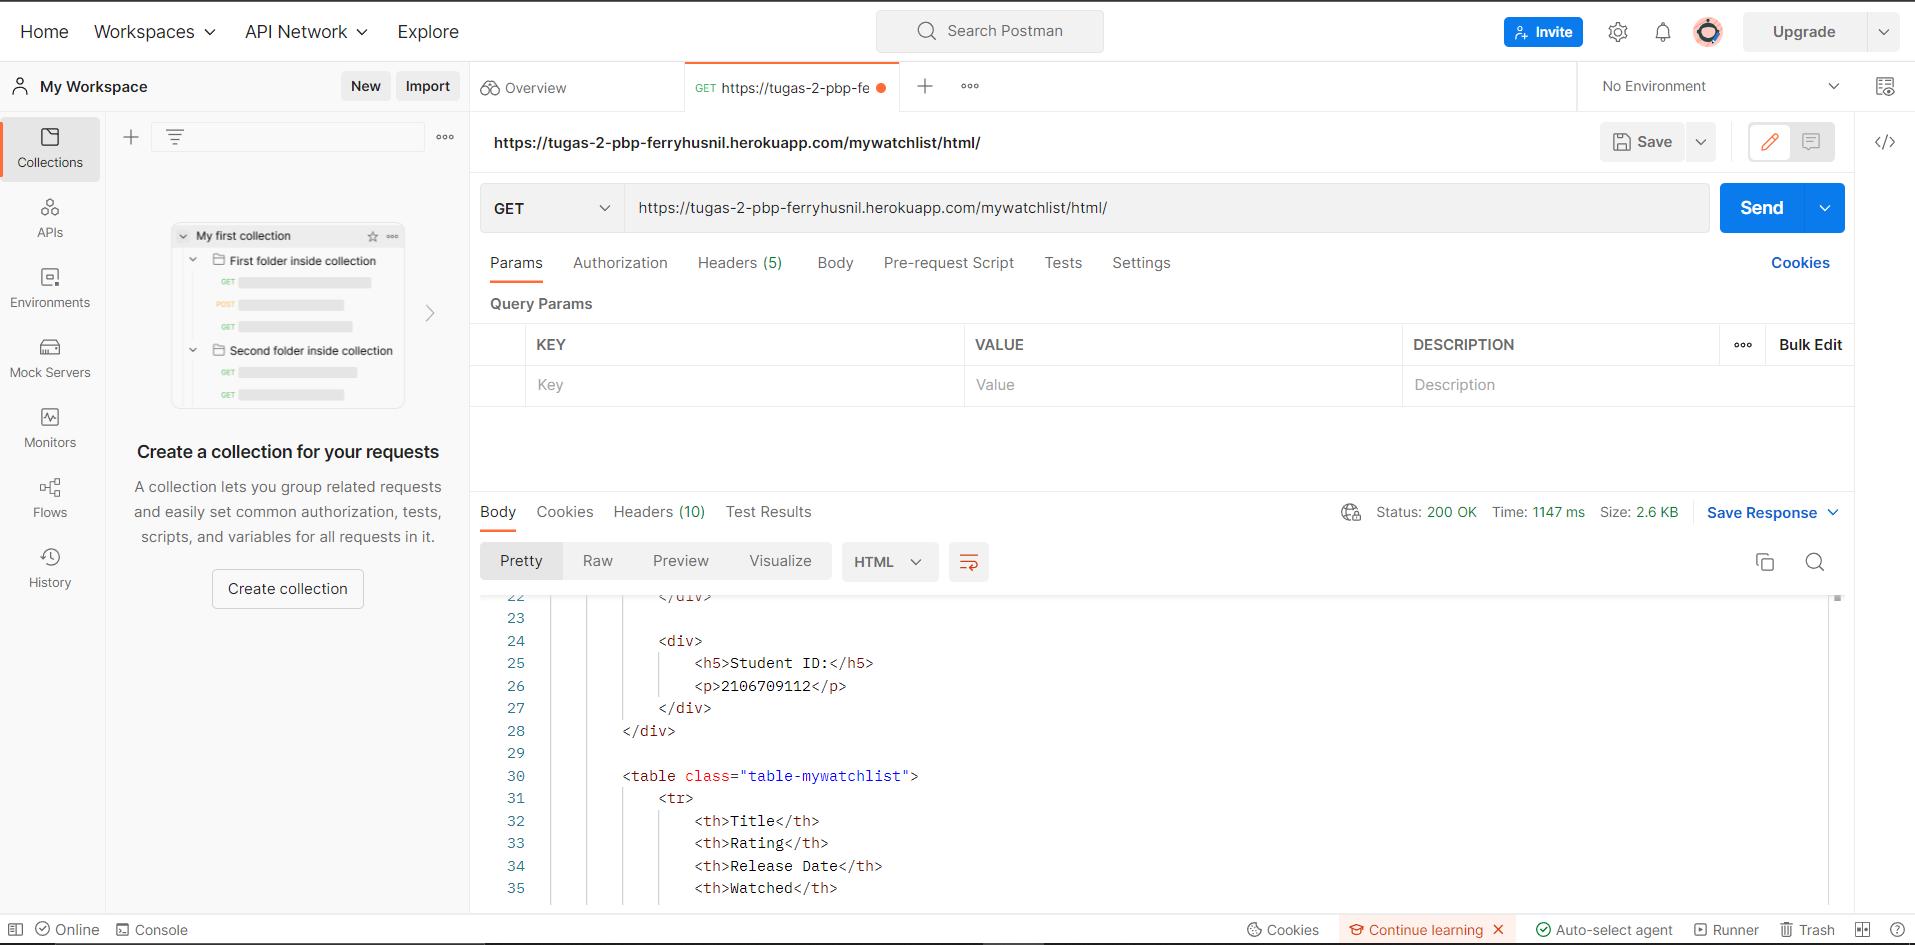 Home Workspaces API Network Explore Search Postman Invite Upgrade
My Workspace New Import Overview GET https://tugas-2-pbp-fe No Environment
https://tugas-2-pbp-ferryhusnil.herokuapp.com/mywatchlist/html/ Save
Collections
APIs
Environments
Mock Servers
Monitors
Flows
History
My first collection
First folder inside collection
GET
POST
GET
Second folder inside collection
GET
GET
Create a collection for your requests
A collection lets you group related requests
and easily set common authorization, tests,
scripts, and variables for all requests in it.
Create collection
GET https://tugas-2-pbp-ferryhusnil.herokuapp.com/mywatchlist/html/ Send
Params Authorization Headers (5) Body Pre-request Script Tests Settings Cookies
Query Params
KEY VALUE DESCRIPTION Bulk Edit
Key Value Description
Body Cookies Headers (10) Test Results Status: 200 OK Time: 1147 ms Size: 2.6 KB Save Response
Pretty Raw Preview Visualize HTML
22 </div>
23
24 <div>
25 <h5>Student ID:</h5>
26 <p>2106709112</p>
27 </div>
28 </div>
29
30 <table class="table-mywatchlist">
31 <tr>
32 <th>Title</th>
33 <th>Rating</th>
34 <th>Release Date</th>
35 <th>Watched</th>
Online Console Cookies Continue learning Auto-select agent Runner Trash